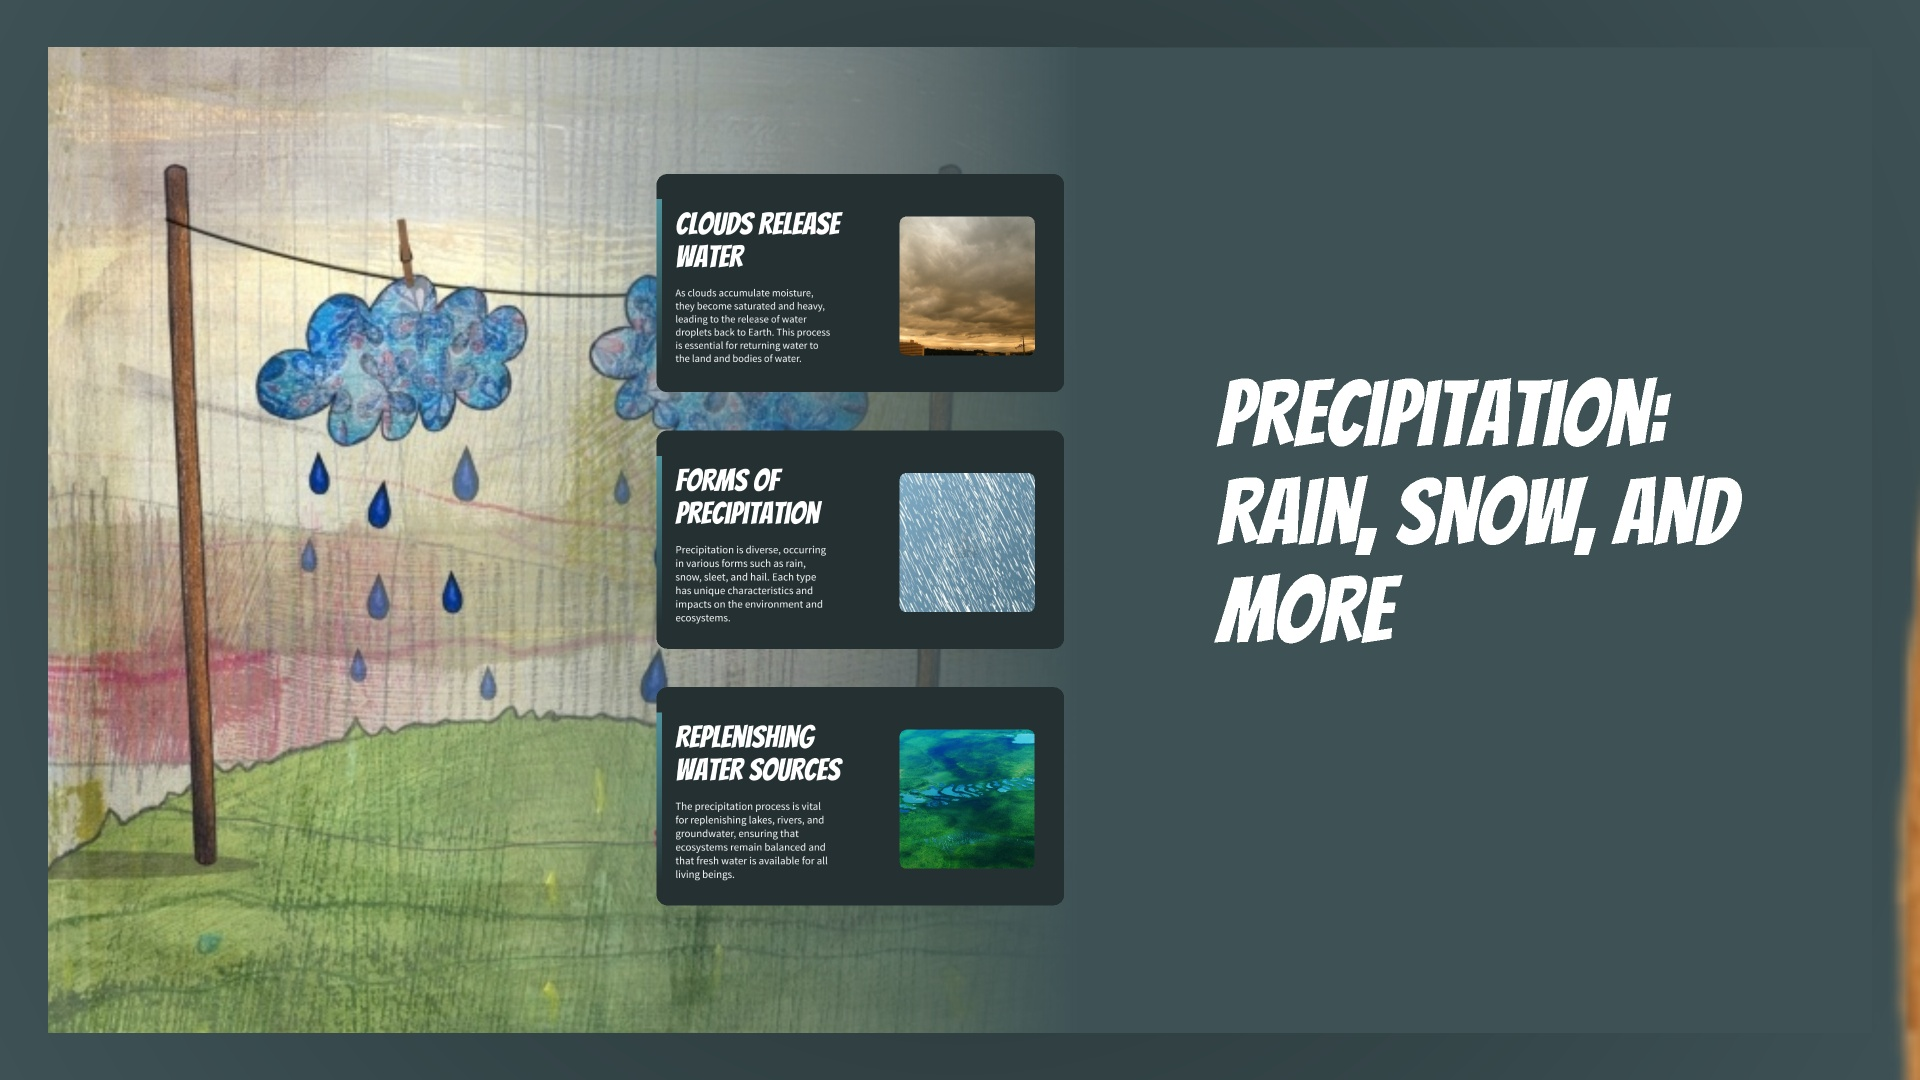 CLOUDS RELEASE
WATER
As clouds accumulate moisture,
they become saturated and heavy,
leading to the release of water
droplets back to Earth. This process
is essential for returning water to
the land and bodies of water.
FORMS OF
PRECIPITATION
Precipitation is diverse, occurring
in various forms such as rain,
snow, sleet, and hail. Each type
has unique characteristics and
impacts on the environment and
ecosystems.
REPLENISHING
WATER SOURCES
The precipitation process is vital
for replenishing lakes, rivers, and
groundwater, ensuring that
ecosystems remain balanced and
that fresh water is available for all
living beings.
PRECIPITATION:
RAIN, SNOW, AND
MORE